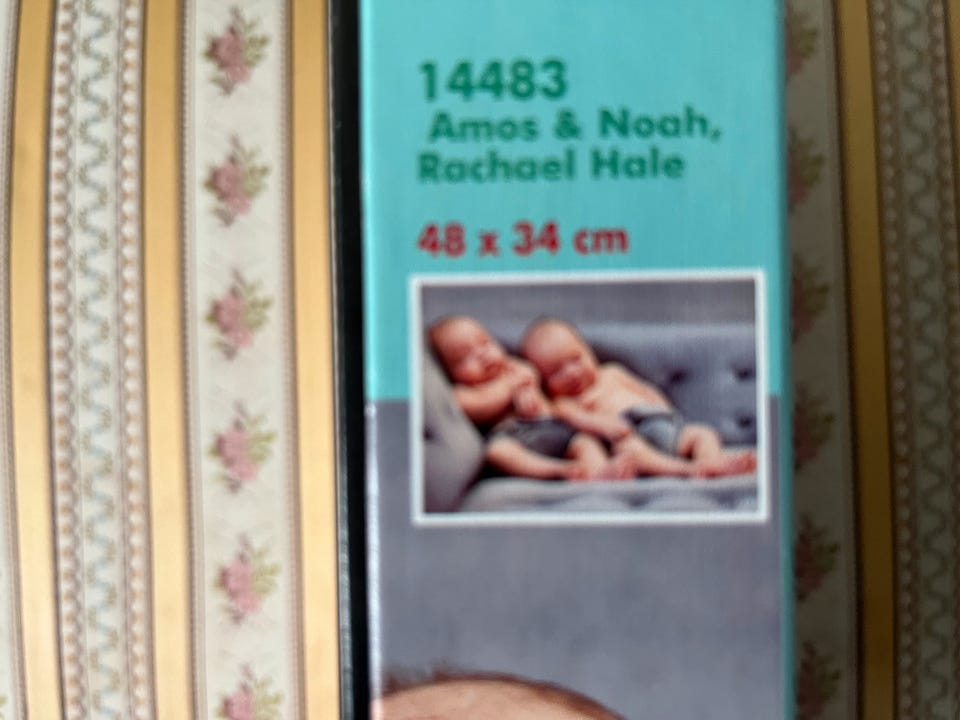 14483
Amos & Noah,
Rachael Hale
48 x 34 cm